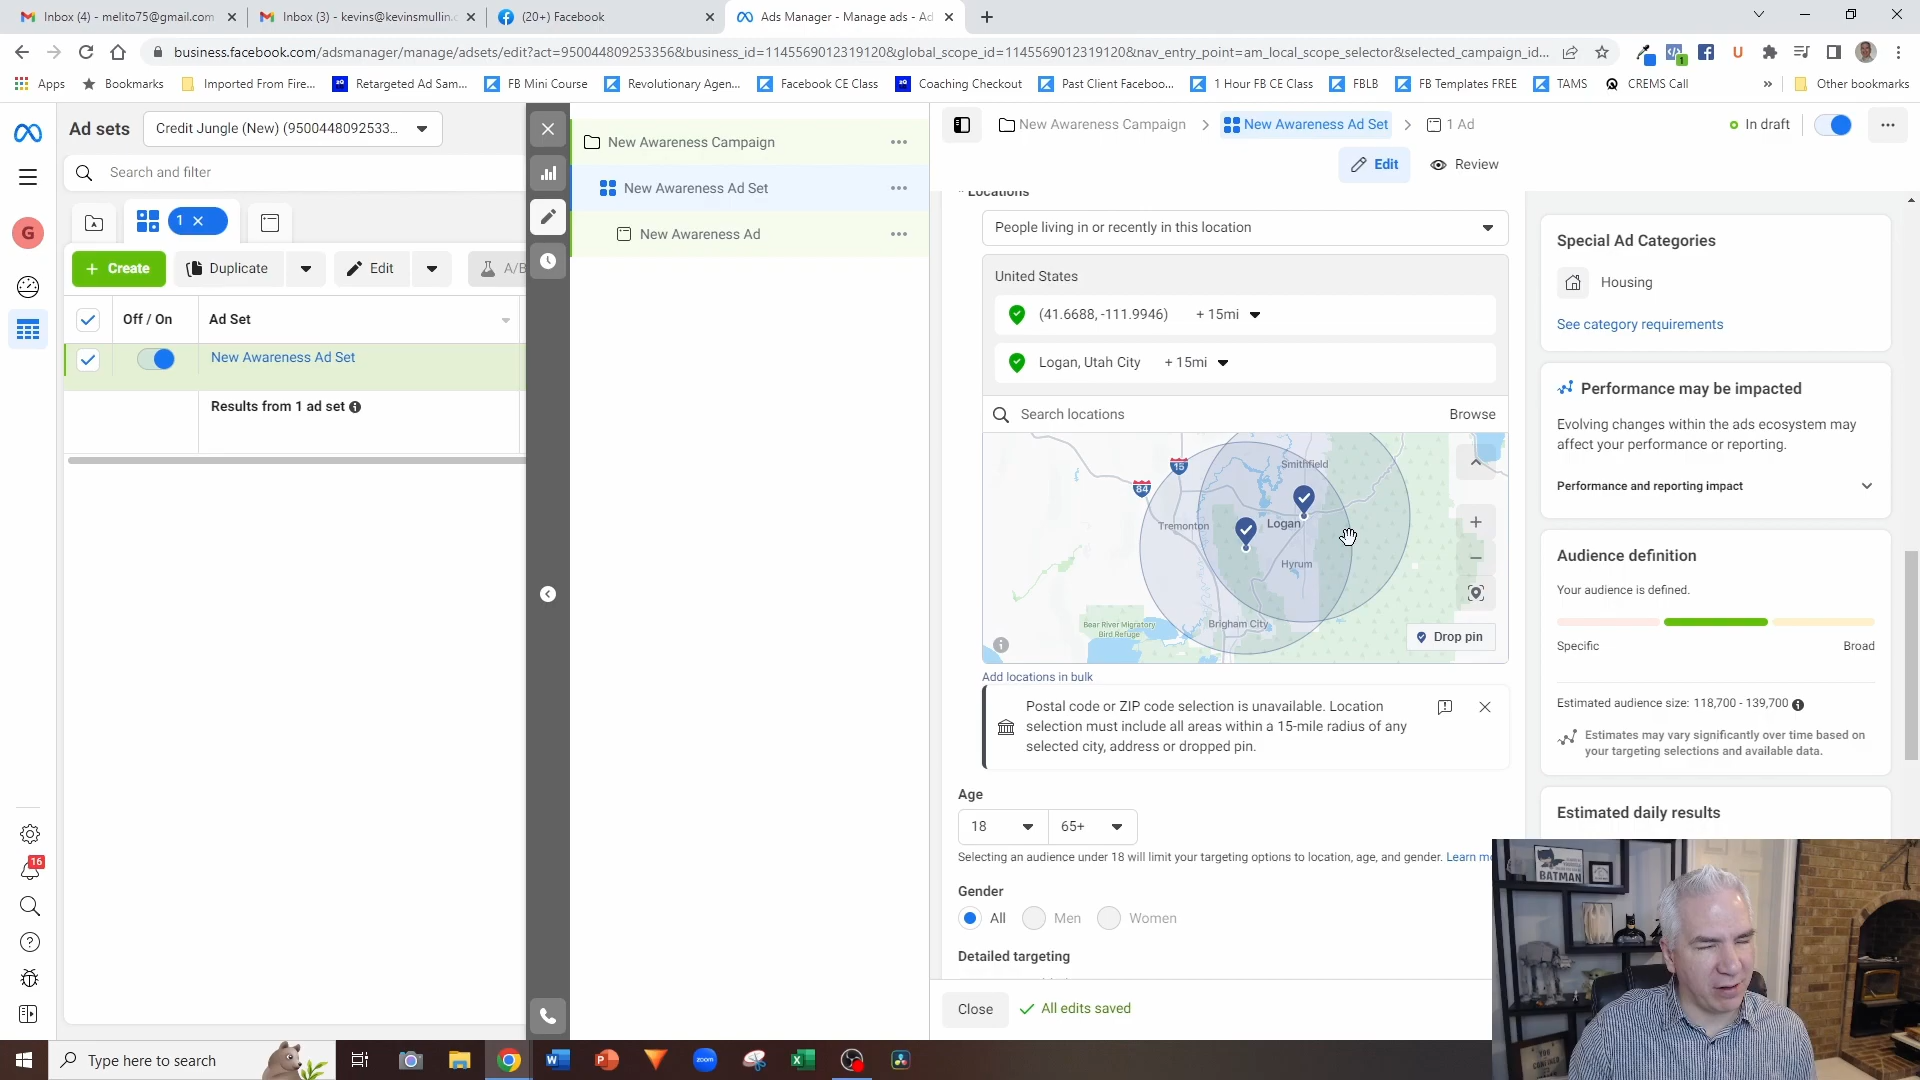 Inbox (4) - melito75@gmail.com
Inbox (3) - kevins@kevinsmullin.c
(20+) Facebook
Ads Manager - Manage ads - Ad
business.facebook.com/adsmanager/manage/adsets/edit?act=950044809253356&business_id=1145569012319120&global_scope_id=1145569012319120&nav_entry_point=am_local_scope_selector&selected_campaign_id...
Apps
Bookmarks
Imported From Fire...
Retargeted Ad Sam...
FB Mini Course
Revolutionary Agen...
Facebook CE Class
Coaching Checkout
Past Client Faceboo...
1 Hour FB CE Class
FBLB
FB Templates FREE
TAMS
CREMS Call
»
Other bookmarks
Ad sets
Credit Jungle (New) (9500448092533...
Search and filter
G
1
+ Create
Duplicate
Edit
A/B
Off / On
Ad Set
New Awareness Ad Set
Results from 1 ad set
16
New Awareness Campaign
New Awareness Ad Set
New Awareness Ad
New Awareness Campaign
New Awareness Ad Set
1 Ad
In draft
Edit
Review
Locations
People living in or recently in this location
United States
(41.6688, -111.9946) + 15mi
Logan, Utah City + 15mi
Search locations
Browse
15
84
Smithfield
Tremonton
Logan
Hyrum
Bear River Migratory
Bird Refuge
Brigham City
Drop pin
Add locations in bulk
Postal code or ZIP code selection is unavailable. Location
selection must include all areas within a 15-mile radius of any
selected city, address or dropped pin.
Age
18
65+
Selecting an audience under 18 will limit your targeting options to location, age, and gender. Learn mo
Gender
All
Men
Women
Detailed targeting
Close
All edits saved
Special Ad Categories
Housing
See category requirements
Performance may be impacted
Evolving changes within the ads ecosystem may
affect your performance or reporting.
Performance and reporting impact
Audience definition
Your audience is defined.
Specific
Broad
Estimated audience size: 118,700 - 139,700
Estimates may vary significantly over time based on
your targeting selections and available data.
Estimated daily results
BATMAN
Type here to search
zoom